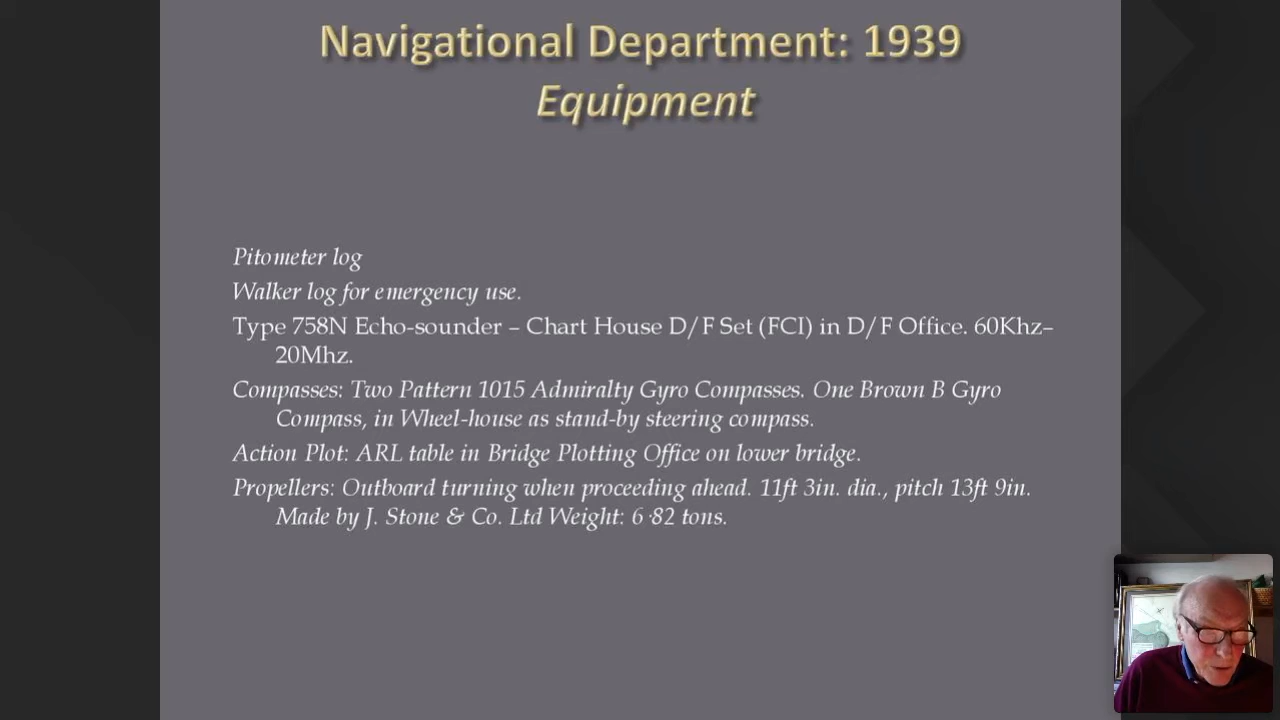 Navigational Department: 1939
Equipment
Pitometer log
Walker log for emergency use.
Type 758N Echo-sounder – Chart House D/F Set (FCI) in D/F Office. 60Khz–
20Mhz.
Compasses: Two Pattern 1015 Admiralty Gyro Compasses. One Brown B Gyro
Compass, in Wheel-house as stand-by steering compass.
Action Plot: ARL table in Bridge Plotting Office on lower bridge.
Propellers: Outboard turning when proceeding ahead. 11ft 3in. dia., pitch 13ft 9in.
Made by J. Stone & Co. Ltd Weight: 6·82 tons.